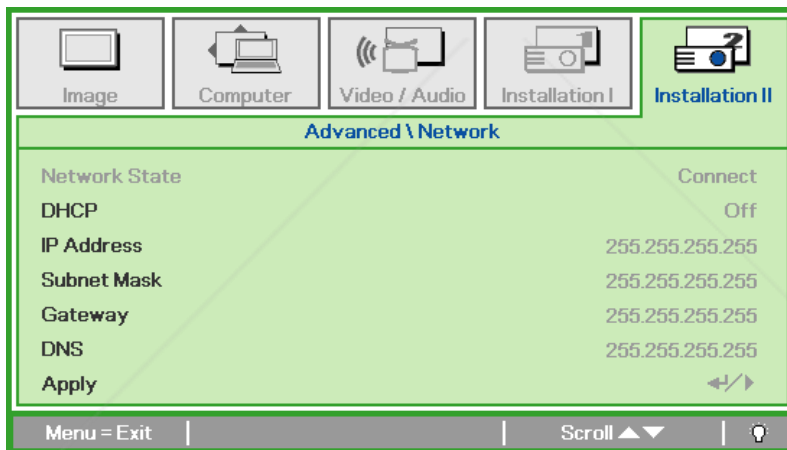 Image Computer Video / Audio Installation I Installation II
Advanced \ Network
Network State Connect
DHCP Off
IP Address 255.255.255.255
Subnet Mask 255.255.255.255
Gateway 255.255.255.255
DNS 255.255.255.255
Apply
Menu = Exit Scroll ▲▼